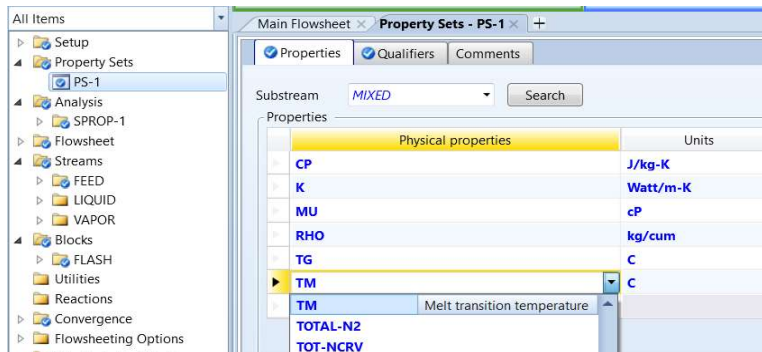 All Items
Setup
Property Sets
PS-1
Analysis
SPROP-1
Flowsheet
Streams
FEED
LIQUID
VAPOR
Blocks
FLASH
Utilities
Reactions
Convergence
Flowsheeting Options
Main Flowsheet × Property Sets - PS-1 × +
Properties Qualifiers Comments
Substream MIXED Search
Properties
Physical properties Units
CP J/kg-K
K Watt/m-K
MU cP
RHO kg/cum
TG C
TM C
TM Melt transition temperature
TOTAL-N2
TOT-NCRV